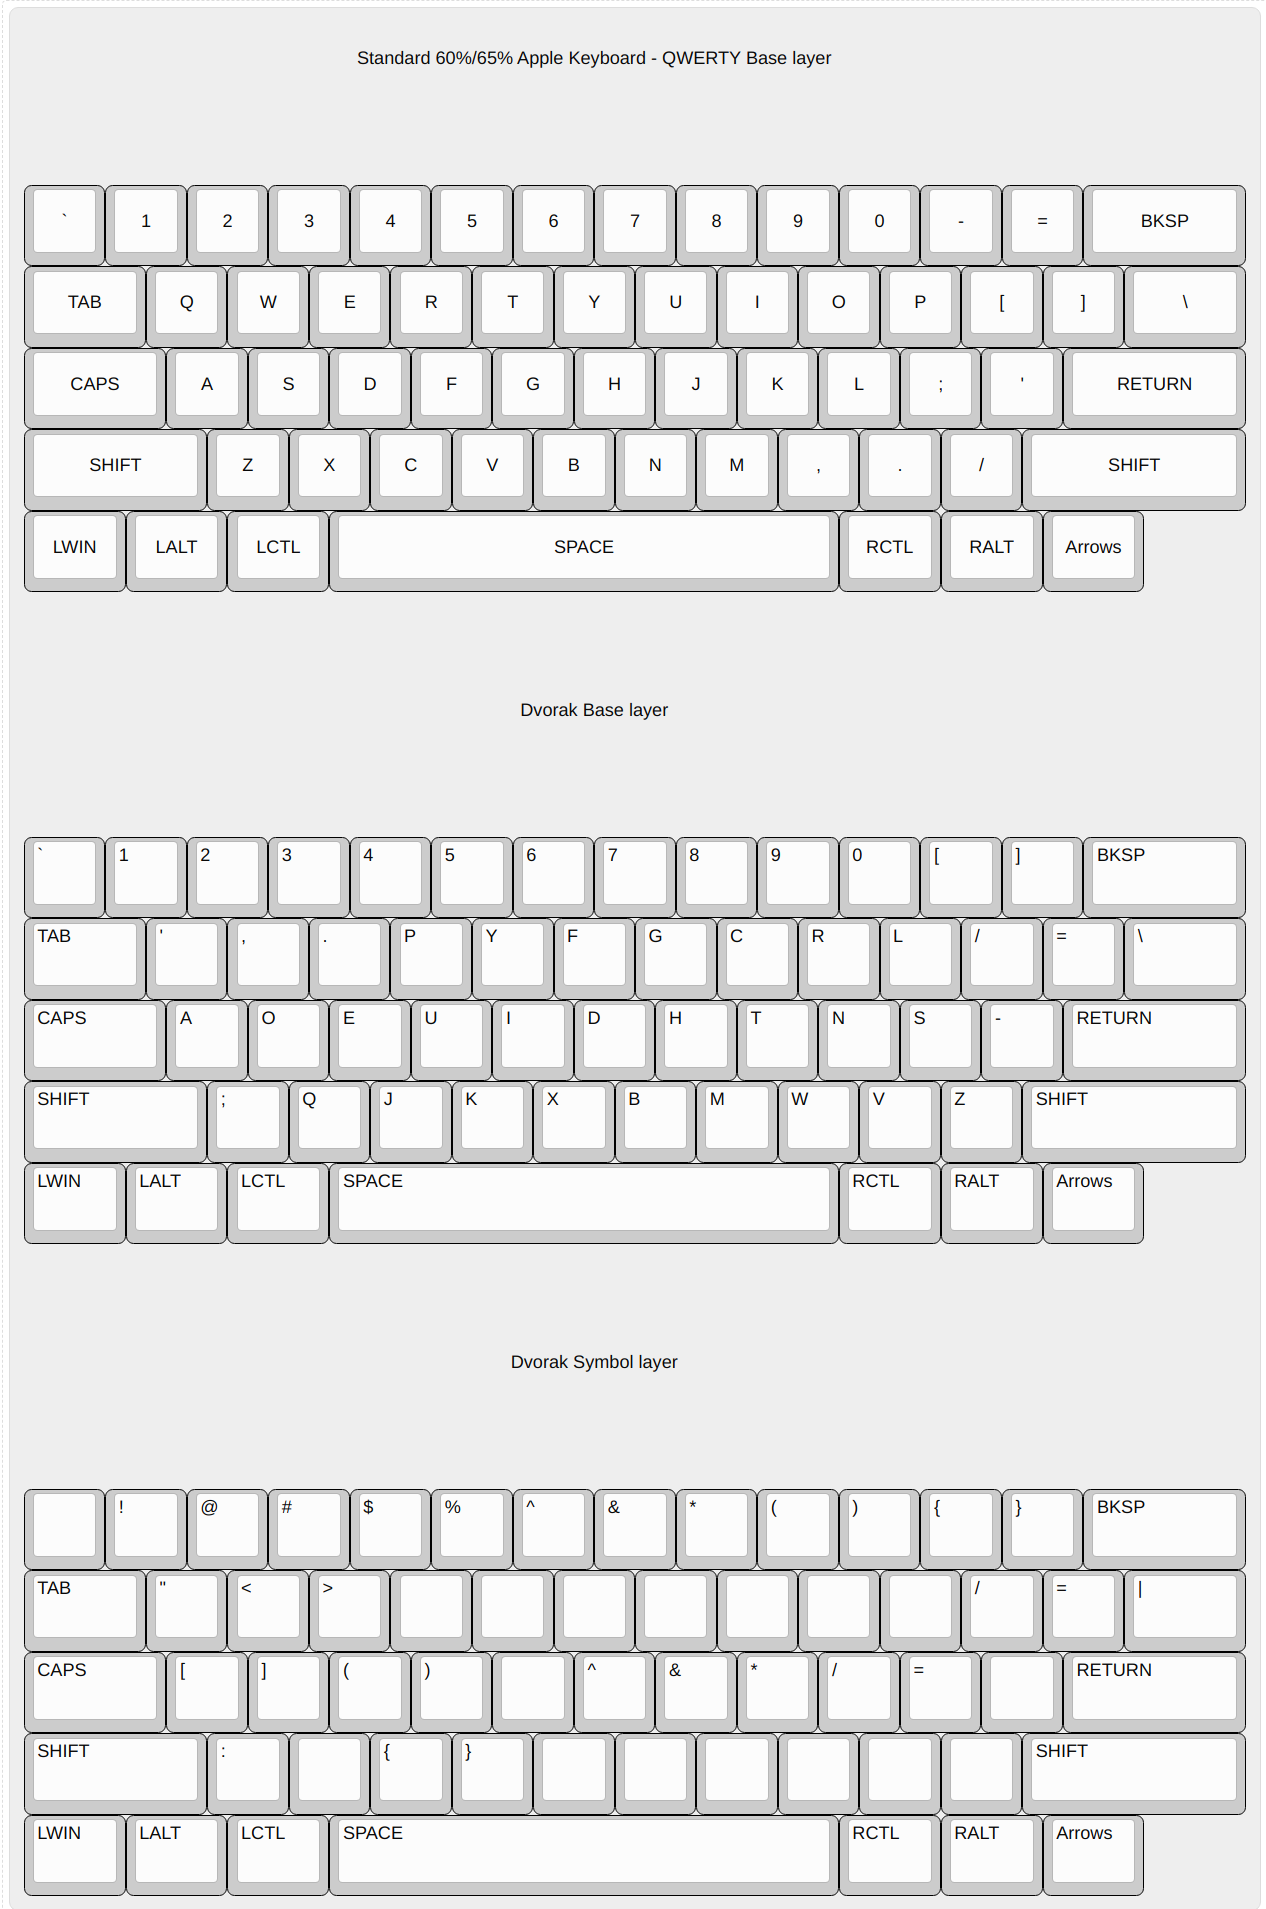 Standard 60%/65% Apple Keyboard - QWERTY Base layer
` 1 2 3 4 5 6 7 8 9 0 - = BKSP
TAB Q W E R T Y U I O P [ ] \
CAPS A S D F G H J K L ; ' RETURN
SHIFT Z X C V B N M , . / SHIFT
LWIN LALT LCTL SPACE RCTL RALT Arrows
Dvorak Base layer
` 1 2 3 4 5 6 7 8 9 0 [ ] BKSP
TAB ' , . P Y F G C R L / = \
CAPS A O E U I D H T N S - RETURN
SHIFT ; Q J K X B M W V Z SHIFT
LWIN LALT LCTL SPACE RCTL RALT Arrows
Dvorak Symbol layer
! @ # $ % ^ & * ( ) { } BKSP
TAB " < > / = |
CAPS [ ] ( ) ^ & * / = RETURN
SHIFT : { } SHIFT
LWIN LALT LCTL SPACE RCTL RALT Arrows